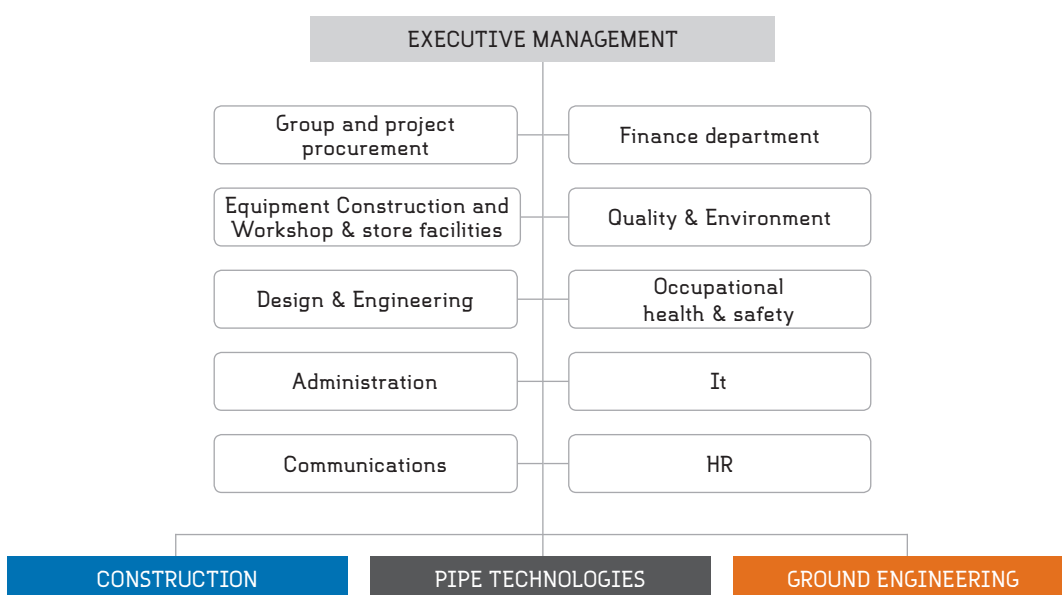 EXECUTIVE MANAGEMENT
Group and project
procurement
Finance department
Equipment Construction and
Workshop & store facilities
Quality & Environment
Design & Engineering
Occupational
health & safety
Administration
It
Communications
HR
CONSTRUCTION
PIPE TECHNOLOGIES
GROUND ENGINEERING